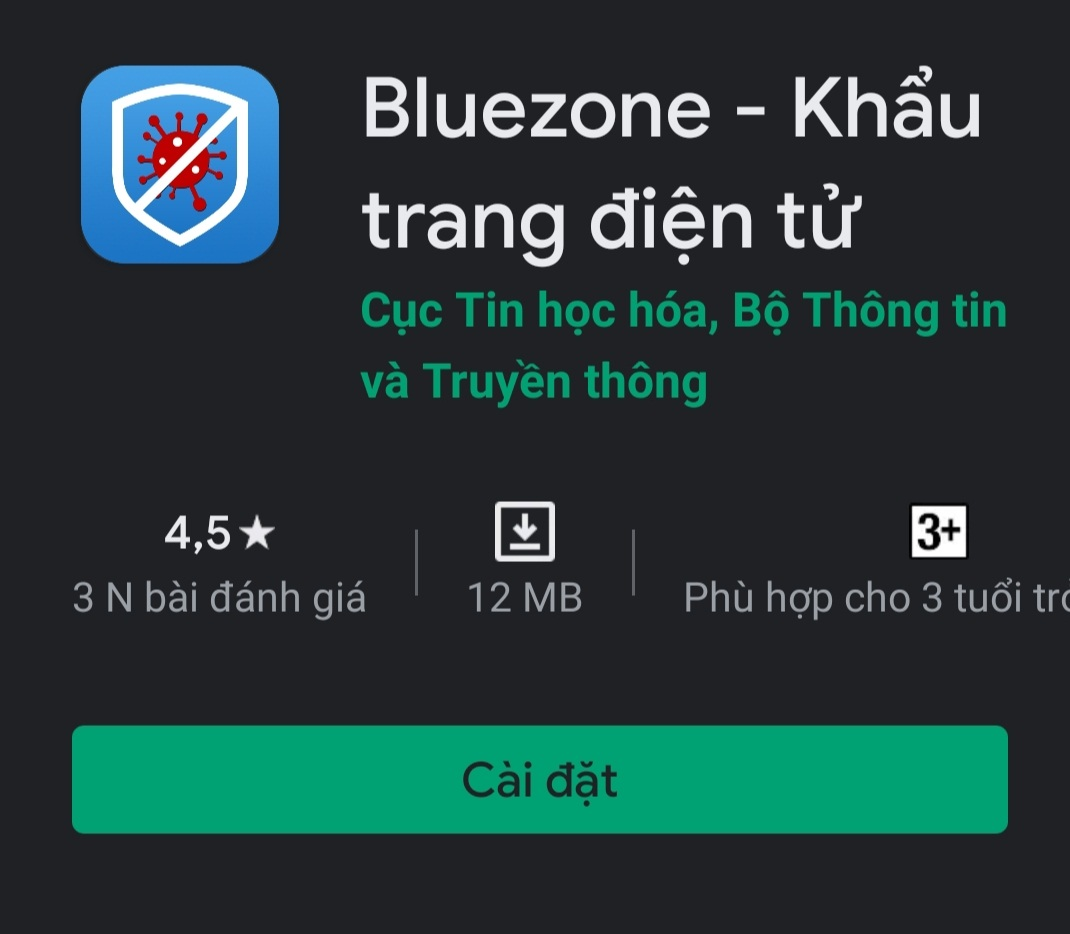 Bluezone - Khẩu
trang điện tử
Cục Tin học hóa, Bộ Thông tin
và Truyền thông
4,5★
3 N bài đánh giá
12 MB
3+
Phù hợp cho 3 tuổi
Cài đặt